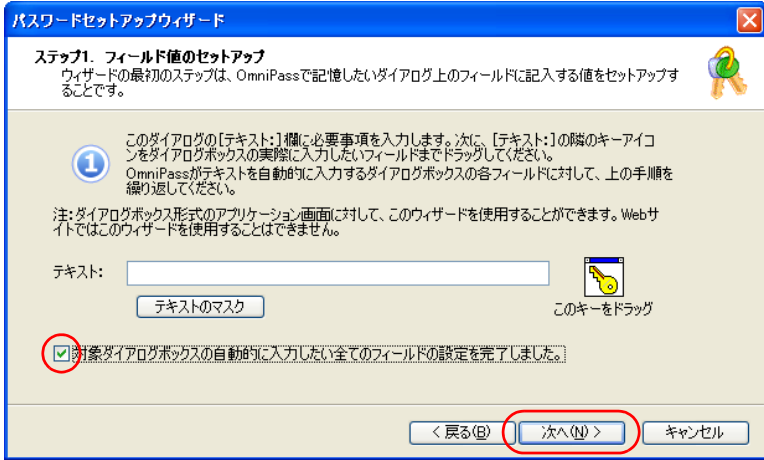 パスワードセットアップウィザード
ステップ1. フィールド値のセットアップ
ウィザードの最初のステップは、OmniPassで記憶したいダイアログ上のフィールドに記入する値をセットアップす
ることです。
このダイアログの[テキスト:]欄に必要事項を入力します。次に、[テキスト:]の隣のキーアイコ
ンをダイアログボックスの実際に入力したいフィールドまでドラッグしてください。
OmniPassがテキストを自動的に入力するダイアログボックスの各フィールドに対して、上の手順を
繰り返してください。
1
注:ダイアログボックス形式のアプリケーション画面に対して、このウィザードを使用することができます。Webサ
イトではこのウィザードを使用することはできません。
テキスト:
テキストのマスク
このキーをドラッグ
対象ダイアログボックスの自動的に入力したい全てのフィールドの設定を完了しました。
< 戻る(B) 次へ(N) > キャンセル